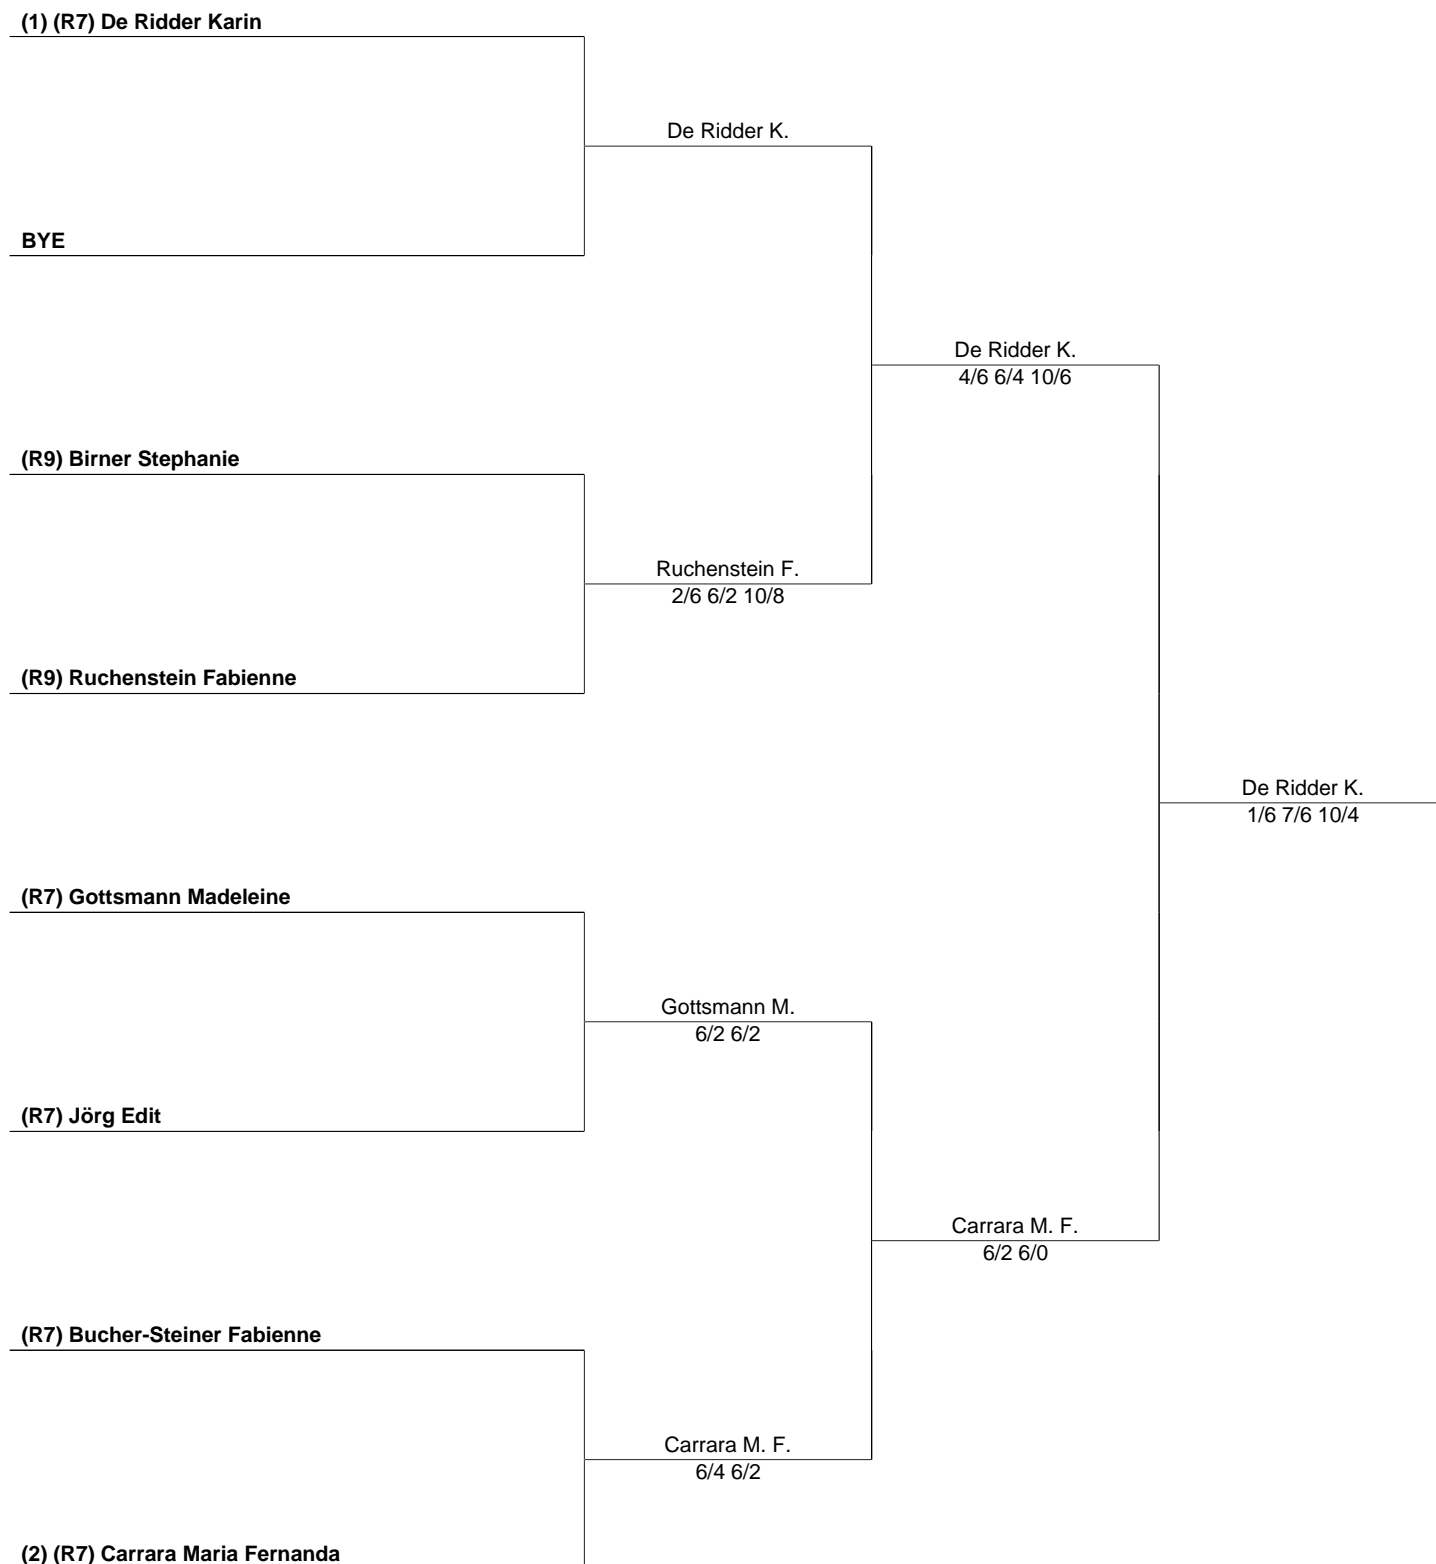 (1) (R7) De Ridder Karin
De Ridder K.
BYE
De Ridder K.
4/6 6/4 10/6
(R9) Birner Stephanie
Ruchenstein F.
2/6 6/2 10/8
(R9) Ruchenstein Fabienne
De Ridder K.
1/6 7/6 10/4
(R7) Gottsmann Madeleine
Gottsmann M.
6/2 6/2
(R7) Jörg Edit
Carrara M. F.
6/2 6/0
(R7) Bucher-Steiner Fabienne
Carrara M. F.
6/4 6/2
(2) (R7) Carrara Maria Fernanda